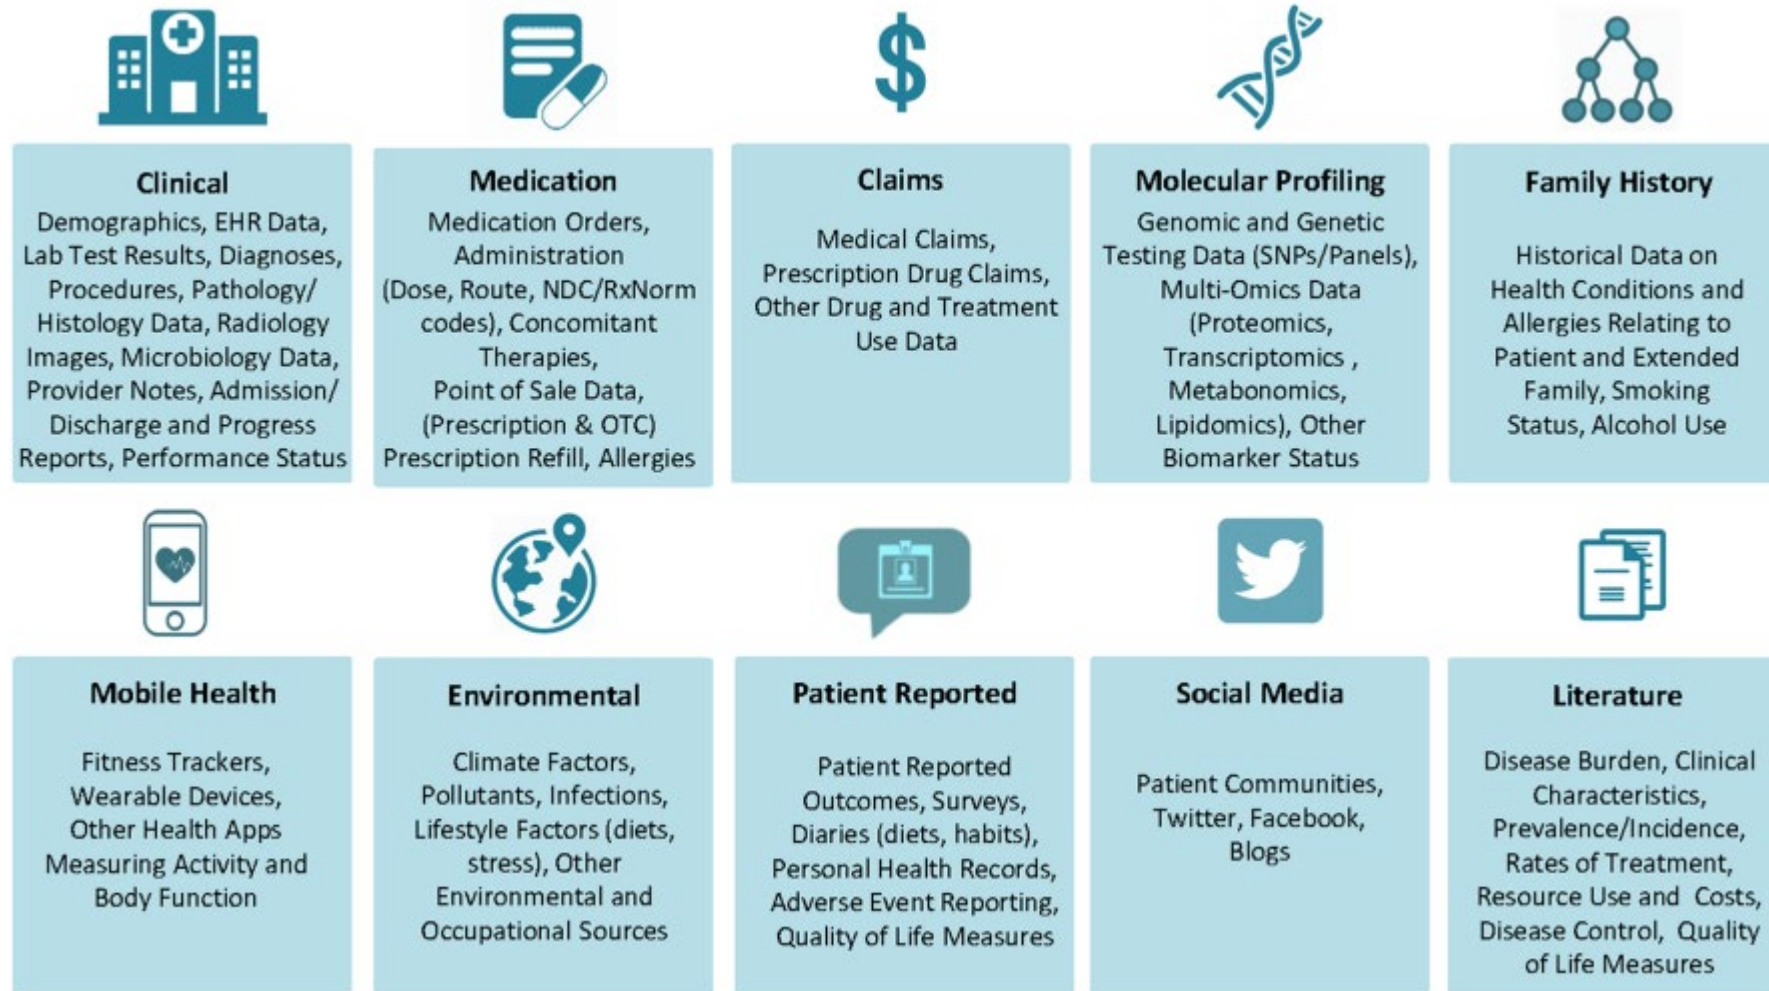 Clinical
Demographics, EHR Data,
Lab Test Results, Diagnoses,
Procedures, Pathology/
Histology Data, Radiology
Images, Microbiology Data,
Provider Notes, Admission/
Discharge and Progress
Reports, Performance Status
Medication
Medication Orders,
Administration
(Dose, Route, NDC/RxNorm
codes), Concomitant
Therapies,
Point of Sale Data,
(Prescription & OTC)
Prescription Refill, Allergies
$
Claims
Medical Claims,
Prescription Drug Claims,
Other Drug and Treatment
Use Data
Molecular Profiling
Genomic and Genetic
Testing Data (SNPs/Panels),
Multi-Omics Data
(Proteomics,
Transcriptomics ,
Metabonomics,
Lipidomics), Other
Biomarker Status
Family History
Historical Data on
Health Conditions and
Allergies Relating to
Patient and Extended
Family, Smoking
Status, Alcohol Use
Mobile Health
Fitness Trackers,
Wearable Devices,
Other Health Apps
Measuring Activity and
Body Function
Environmental
Climate Factors,
Pollutants, Infections,
Lifestyle Factors (diets,
stress), Other
Environmental and
Occupational Sources
Patient Reported
Patient Reported
Outcomes, Surveys,
Diaries (diets, habits),
Personal Health Records,
Adverse Event Reporting,
Quality of Life Measures
Social Media
Patient Communities,
Twitter, Facebook,
Blogs
Literature
Disease Burden, Clinical
Characteristics,
Prevalence/Incidence,
Rates of Treatment,
Resource Use and Costs,
Disease Control, Quality
of Life Measures